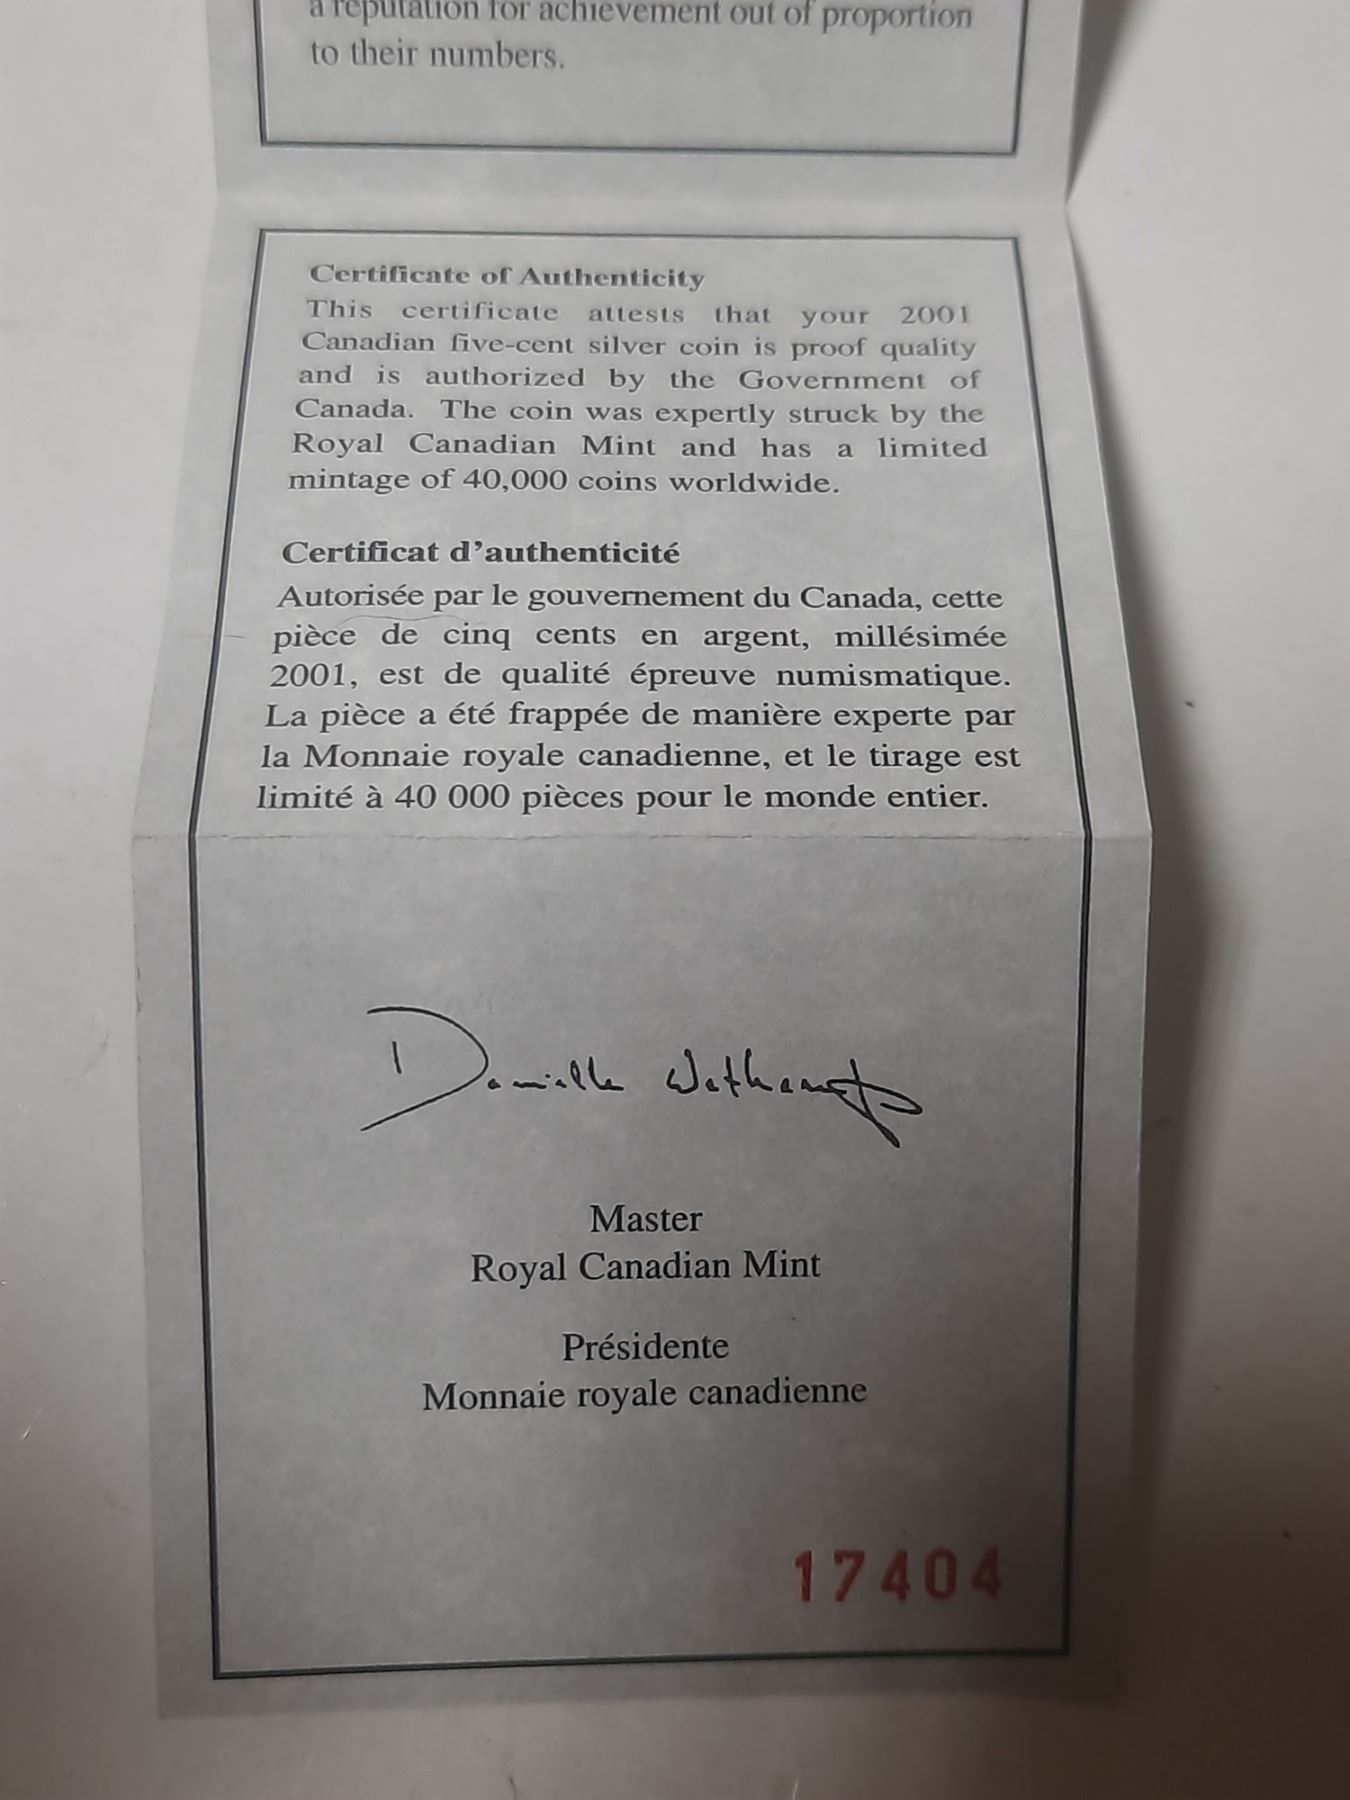 a reputation for achievement out of proportion
to their numbers.
Certificate of Authenticity
This certificate attests that your 2001
Canadian five-cent silver coin is proof quality
and is authorized by the Government of
Canada. The coin was expertly struck by the
Royal Canadian Mint and has a limited
mintage of 40,000 coins worldwide.
Certificat d'authenticité
Autorisée par le gouvernement du Canada, cette
pièce de cinq cents en argent, millésimée
2001, est de qualité épreuve numismatique.
La pièce a été frappée de manière experte par
la Monnaie royale canadienne, et le tirage est
limité à 40 000 pièces pour le monde entier.
Danielle
Master
Royal Canadian Mint
Présidente
Monnaie royale canadienne
17404